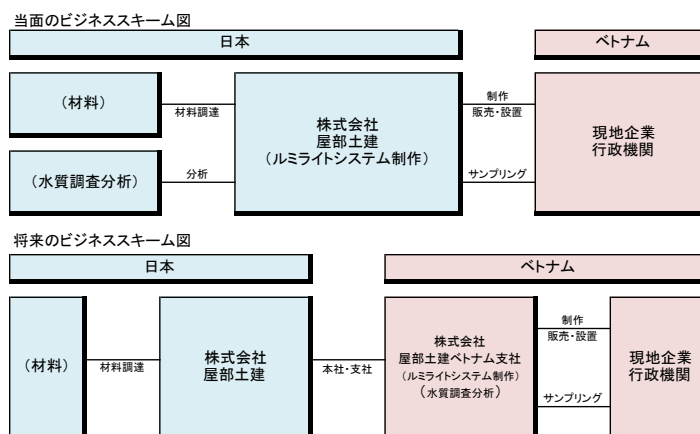 当面のビジネススキーム図
日本
ベトナム
(材料)
材料調達
(水質調査分析)
分析
株式会社
屋部土建
(ルミライトシステム制作)
制作
販売・設置
サンプリング
現地企業
行政機関
将来のビジネススキーム図
日本
ベトナム
(材料)
材料調達
株式会社
屋部土建
本社・支社
株式会社
屋部土建ベトナム支社
(ルミライトシステム制作)
(水質調査分析)
制作
販売・設置
サンプリング
現地企業
行政機関